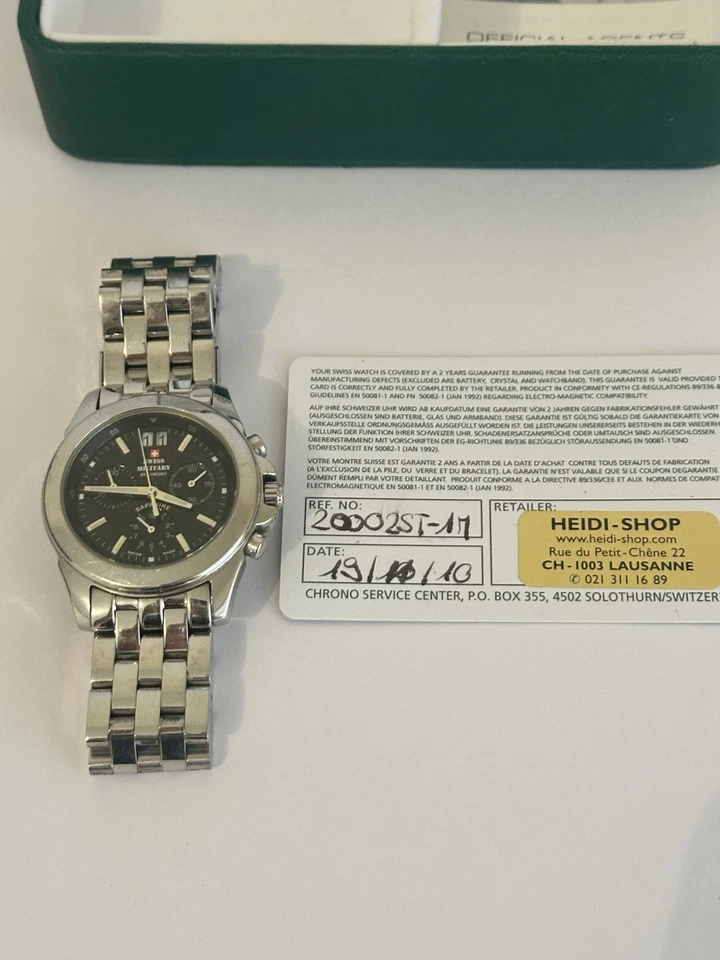 OFFICIAL AGENTS
SWISS
MILITARY
BY CHRONO
SAPPHIRE
YOUR SWISS WATCH IS COVERED BY A 2 YEARS GUARANTEE RUNNING FROM THE DATE OF PURCHASE AGAINST
MANUFACTURING DEFECTS (EXCLUDED ARE BATTERY, CRYSTAL AND WATCHBAND). THIS GUARANTEE IS VALID PROVIDED
CARD IS CORRECTLY AND FULLY COMPLETED BY THE RETAILER. PRODUCT IN CONFORMITY WITH CE-REGULATIONS 89/336 &
GIUDELINES EN 50081-1 AND FN 50082-1 (JAN 1992) REGARDING ELECTRO-MAGNETIC COMPATIBILITY.
AUF IHRE SCHWEIZER UHR WIRD AB KAUFDATUM EINE GARANTIE VON 2 JAHREN GEGEN FABRIKATIONSFEHLER GEWÄHRT
(AUSGESCHLOSSEN SIND BATTERIE, GLAS UND ARMBAND). DIESE GARANTIE IST GÜLTIG SOBALD DIE GARANTIEKARTE VON
VERKAUFSSTELLE ORDNUNGSGEMÄSS AUSGEFÜLLT WORDEN IST. DIE LEISTUNGEN UNSERERSEITS BESTEHEN IN DER WIEDERH
STELLUNG DER FUNKTION IHRER SCHWEIZER UHR. SCHADENERSATZANSPRÜCHE ODER UMTAUSCH SIND AUSGESCHLOSSEN.
ÜBEREINSTIMMEND MIT VORSCHRIFTEN DER EG-RICHTLINIE 89/336 BEZÜGLICH STÖRAUSSENDUNG EN 50081-1 UND
STÖRFESTIGKEIT EN 50082-1 (JAN 1992).
VOTRE MONTRE SUISSE EST GARANTIE 2 ANS A PARTIR DE LA DATE D'ACHAT CONTRE TOUS DEFAUTS DE FABRICATION
(A L'EXCLUSION DE LA PILE, DU VERRE ET DU BRACELET). LA GARANTIE N'EST VALABLE QUE SI LE COUPON DEGARANTIE
DÛMENT REMPLI PAR VOTRE DETAILLANT. PRODUIT CONFORME A LA DIRECTIVE 89/336/CEE ET AUX NORMES DE COMPAT
ELECTROMAGNETIQUE EN 50081-1 ET EN 50082-1 (JAN 1992).
REF. NO:
20002ST-1M
DATE:
19/11/10
RETAILER:
HEIDI-SHOP
www.heidi-shop.com
Rue du Petit-Chêne 22
CH-1003 LAUSANNE
✆ 021 311 16 89
CHRONO SERVICE CENTER, P.O. BOX 355, 4502 SOLOTHURN/SWITZER